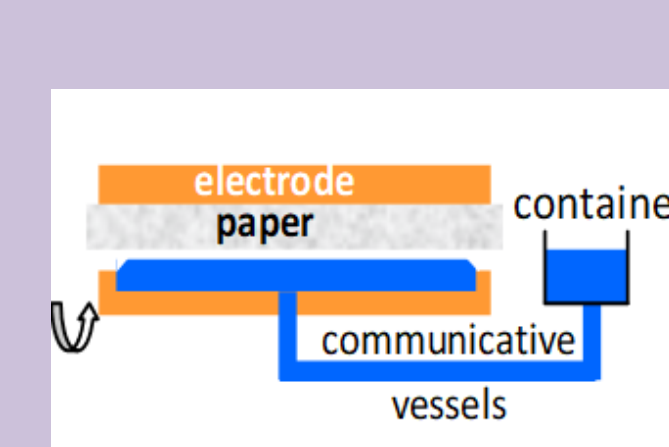 electrode
paper
containe
communicative
vessels